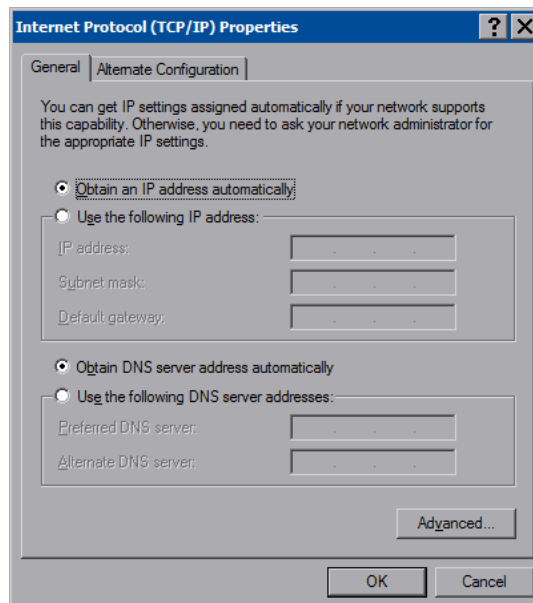 Internet Protocol (TCP/IP) Properties
General
Alternate Configuration
You can get IP settings assigned automatically if your network supports
this capability. Otherwise, you need to ask your network administrator for
the appropriate IP settings.
Obtain an IP address automatically
Use the following IP address:
IP address:
Subnet mask:
Default gateway:
Obtain DNS server address automatically
Use the following DNS server addresses:
Preferred DNS server:
Alternate DNS server:
Advanced...
OK
Cancel